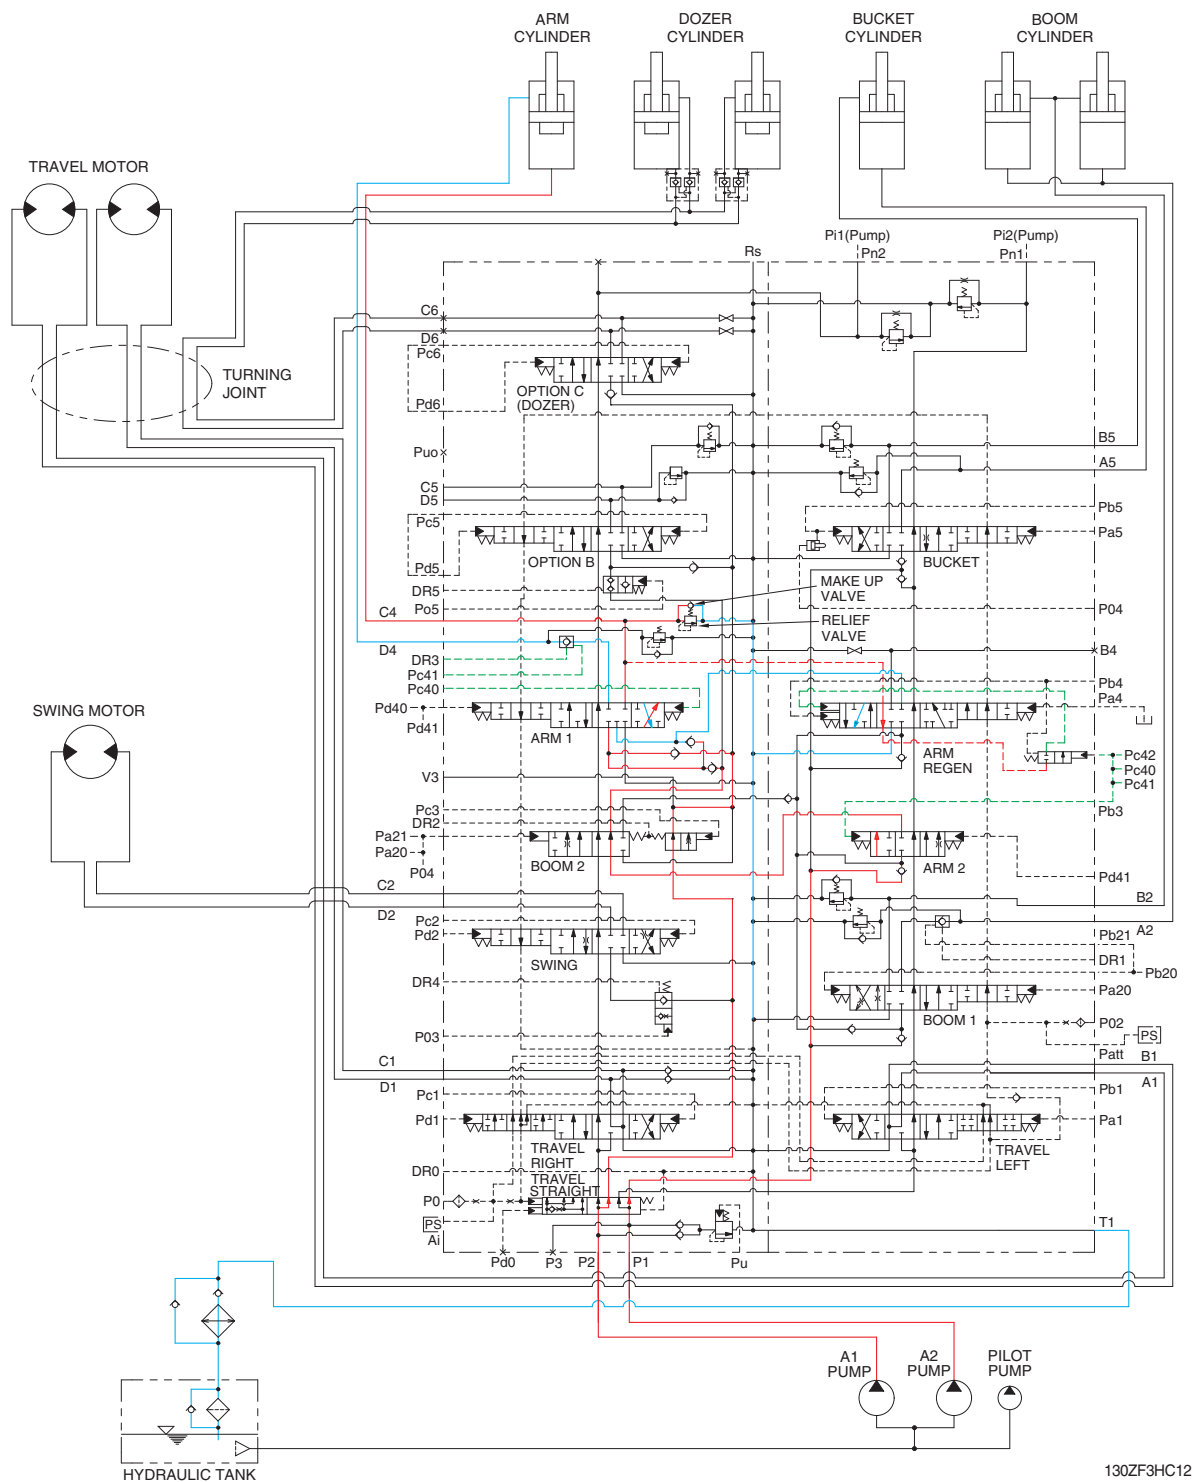 ARM
CYLINDER
DOZER
CYLINDER
BUCKET
CYLINDER
BOOM
CYLINDER
TRAVEL MOTOR
TURNING
JOINT
Pi1(Pump)
Pn2
Rs
Pi2(Pump)
Pn1
C6
D6
Pc6
Pd6
OPTION C
(DOZER)
Puo
B5
A5
C5
D5
Pc5
Pd5
OPTION B
Pb5
Pa5
BUCKET
DR5
Po5
MAKE UP
VALVE
P04
C4
RELIEF
VALVE
D4
DR3
Pc41
Pc40
B4
Pb4
Pa4
SWING MOTOR
Pd40
Pd41
ARM 1
ARM
REGEN
Pc42
Pc40
Pc41
V3
Pc3
DR2
Pb3
Pa21
Pa20
P04
BOOM 2
ARM 2
Pd41
C2
D2
B2
A2
Pc2
Pd2
SWING
Pb21
DR1
Pb20
DR4
Pa20
BOOM 1
P03
P02
PS
Patt
C1
D1
B1
A1
Pc1
Pd1
Pb1
Pa1
TRAVEL
RIGHT
TRAVEL
LEFT
DR0
TRAVEL
STRAIGHT
P0
PS
Ai
T1
Pd0
P3
P2
P1
Pu
A1
PUMP
A2
PUMP
PILOT
PUMP
HYDRAULIC TANK
130ZF3HC12